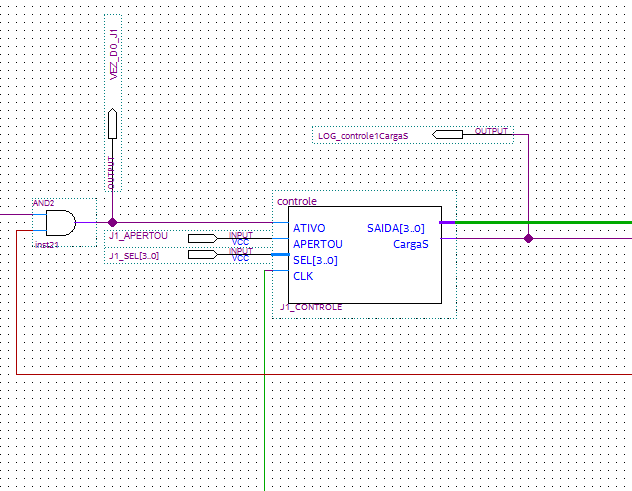 VEZ_DO_J1
OUTPUT
LOG_controle1CargaS
OUTPUT
AND2
inst21
J1_APERTOU
INPUT
VCC
J1_SEL[3..0]
INPUT
VCC
controle
ATIVO
SAIDA[3..0]
APERTOU
CargaS
SEL[3..0]
CLK
J1_CONTROLE